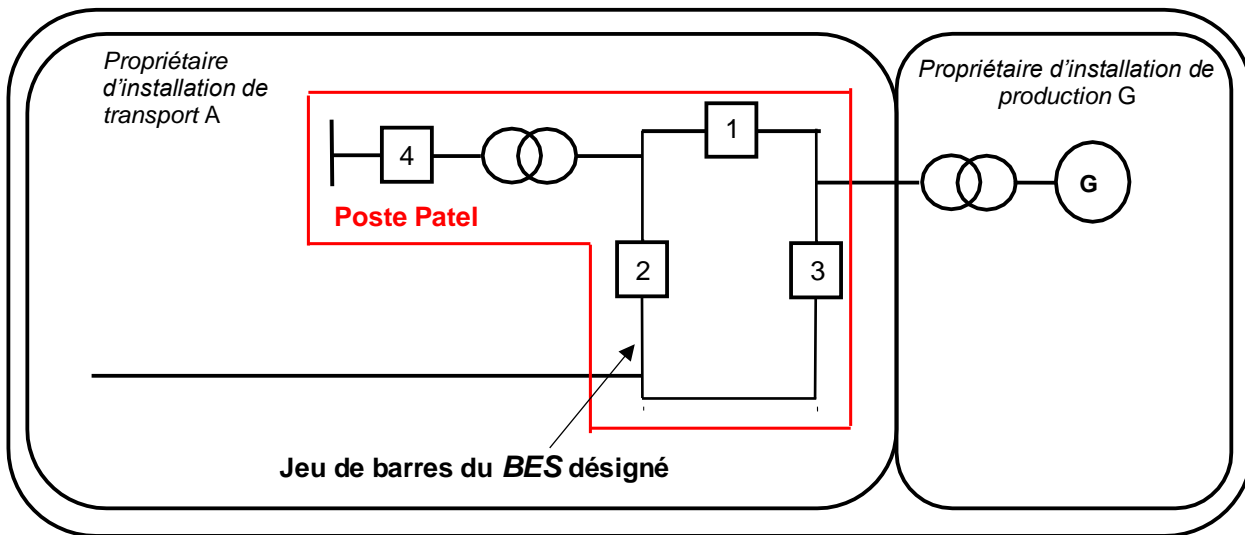 Propriétaire
d'installation de
transport A
Propriétaire d'installation de
production G
1
4
G
Poste Patel
2
3
Jeu de barres du BES désigné